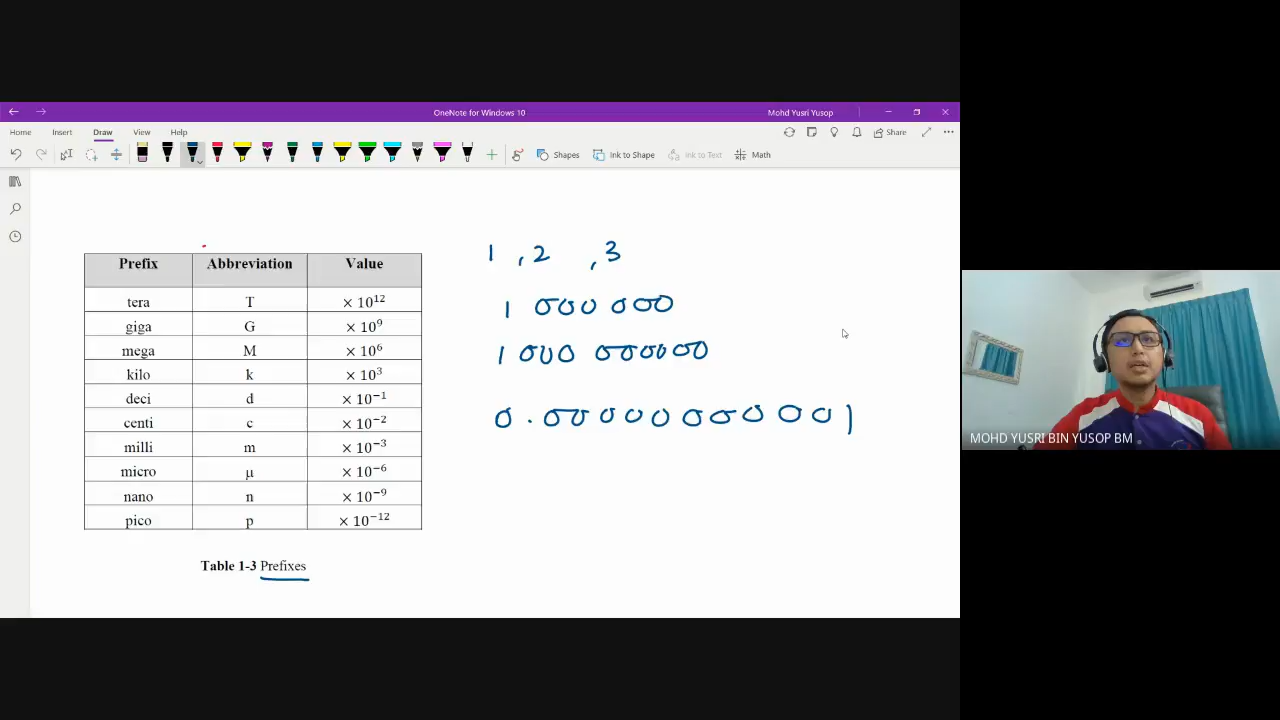 OneNote for Windows 10
Mohd Yusri Yusop
Home Insert Draw View Help
Share
Shapes Ink to Shape Ink to Text Math
1 , 2 , 3
Prefix Abbreviation Value
tera T × 10¹²
giga G × 10⁹
mega M × 10⁶
kilo k × 10³
deci d × 10⁻¹
centi c × 10⁻²
milli m × 10⁻³
micro μ × 10⁻⁶
nano n × 10⁻⁹
pico p × 10⁻¹²
1 000 000
1 000 000000
0.00000000001
Table 1-3 Prefixes
MOHD YUSRI BIN YUSOP BM